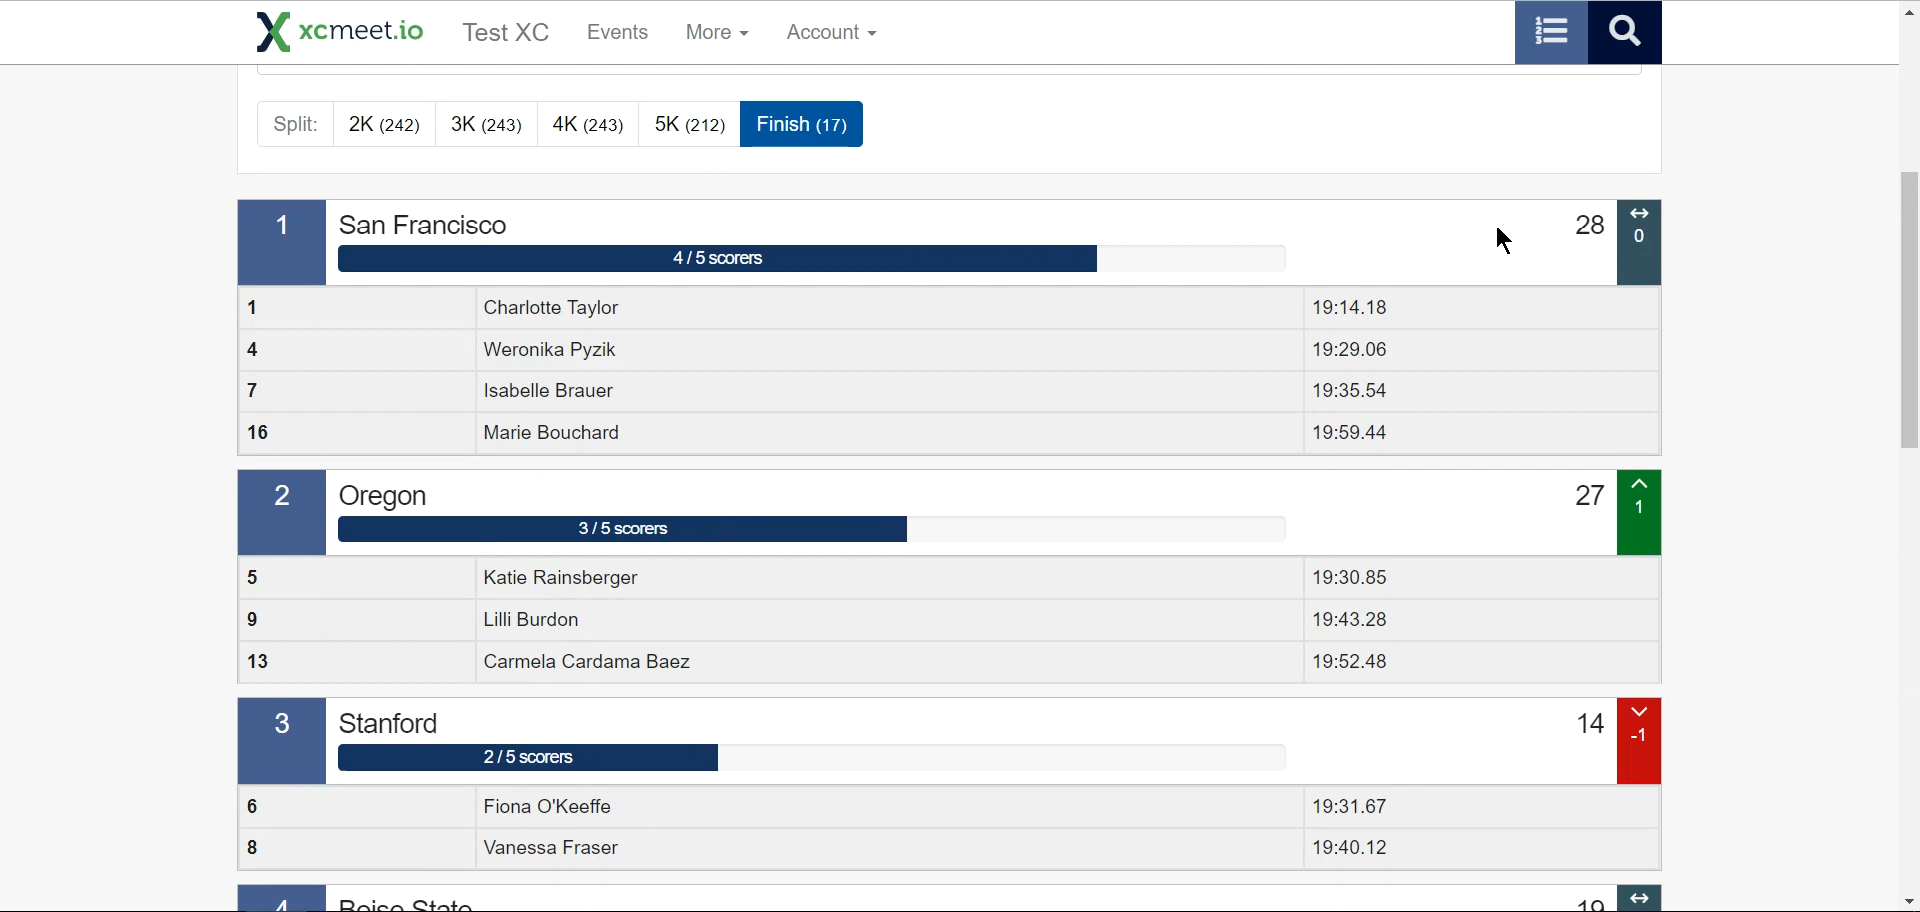 xcmeet.io Test XC Events More Account
Split: 2K (242) 3K (243) 4K (243) 5K (212) Finish (17)
1 San Francisco 28 0
4 / 5 scorers
1 Charlotte Taylor 19:14.18
4 Weronika Pyzik 19:29.06
7 Isabelle Brauer 19:35.54
16 Marie Bouchard 19:59.44
2 Oregon 27 1
3 / 5 scorers
5 Katie Rainsberger 19:30.85
9 Lilli Burdon 19:43.28
13 Carmela Cardama Baez 19:52.48
3 Stanford 14 -1
2 / 5 scorers
6 Fiona O'Keeffe 19:31.67
8 Vanessa Fraser 19:40.12
4 Boise State 19